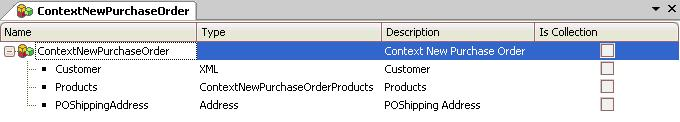 ContextNewPurchaseOrder
Name Type Description Is Collection
ContextNewPurchaseOrder Context New Purchase Order
Customer XML Customer
Products ContextNewPurchaseOrderProducts Products
POShippingAddress Address POShipping Address